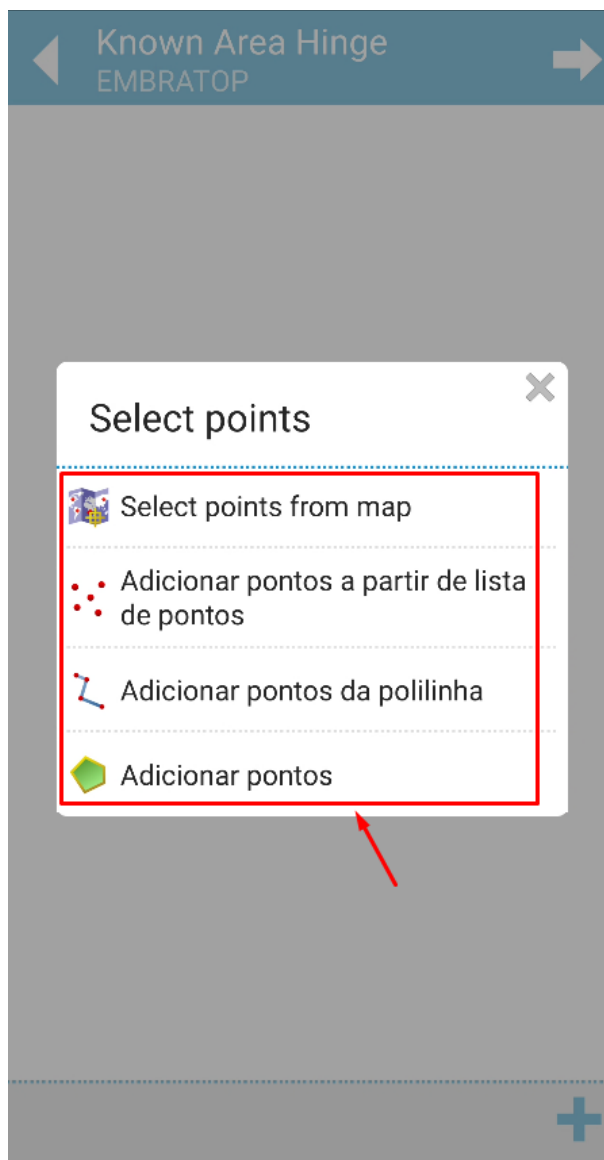 Known Area Hinge
EMBRATOP
Select points
Select points from map
Adicionar pontos a partir de lista
de pontos
Adicionar pontos da polilinha
Adicionar pontos